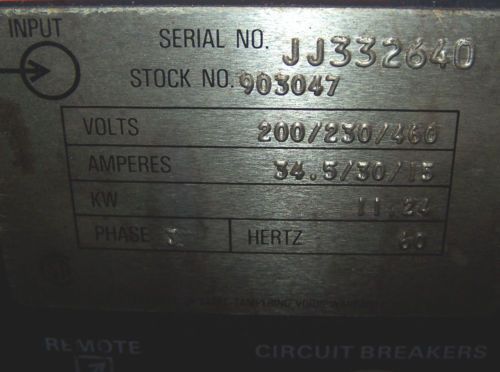 INPUT
SERIAL NO. JJ332640
STOCK NO. 903047
VOLTS 200/230/460
AMPERES 34.5/30/15
KW 11.24
PHASE 3 HERTZ 60
REMOTE CIRCUIT BREAKERS